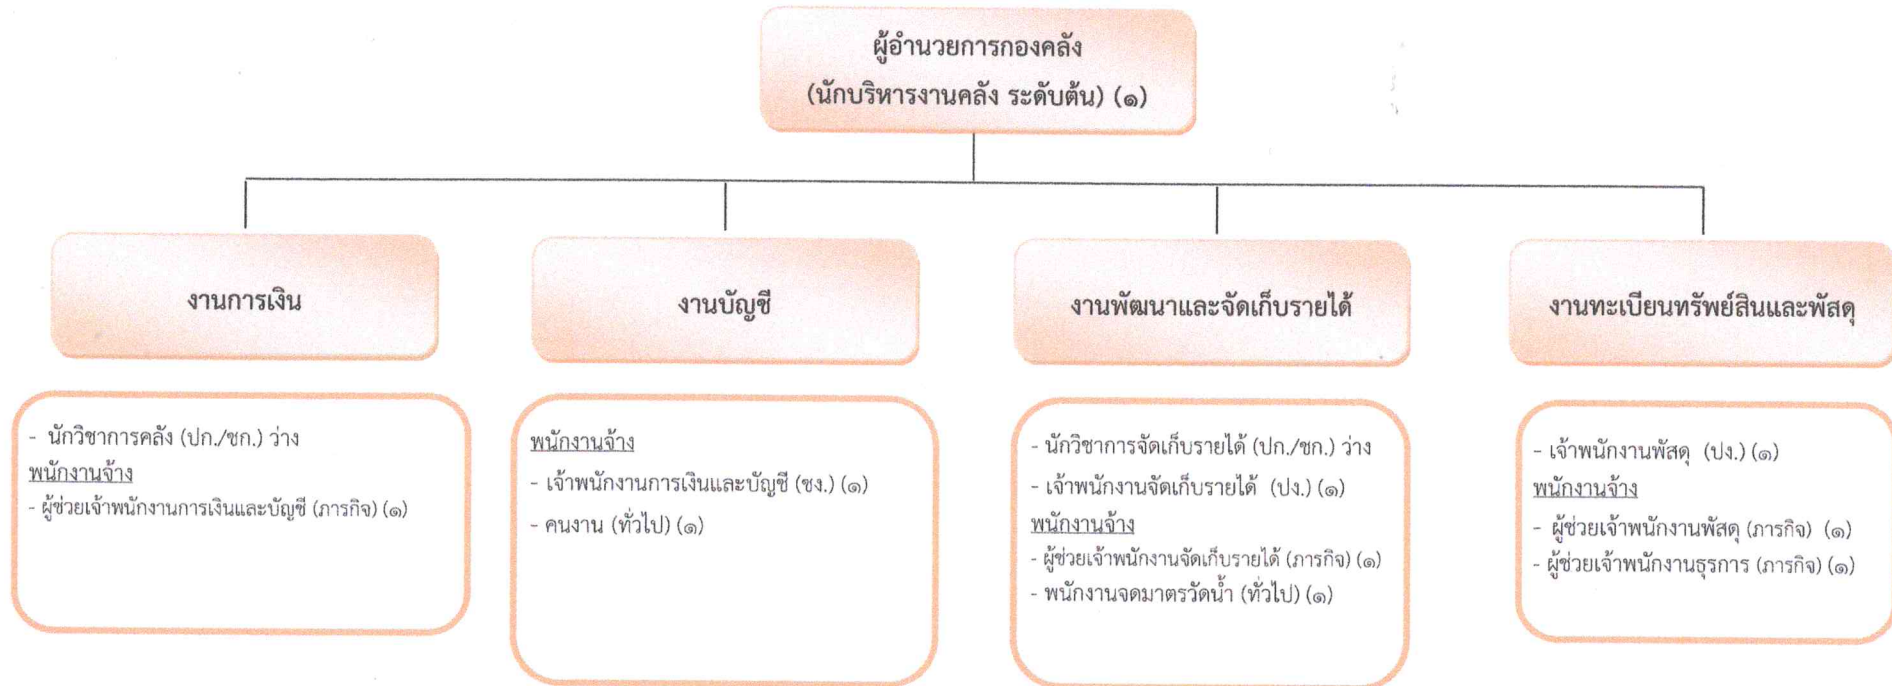 ผู้อำนวยการกองคลัง
(นักบริหารงานคลัง ระดับต้น) (๑)
งานการเงิน
- นักวิชาการคลัง (ปก./ชก.) ว่าง
พนักงานจ้าง
- ผู้ช่วยเจ้าพนักงานการเงินและบัญชี (ภารกิจ) (๑)
งานบัญชี
พนักงานจ้าง
- เจ้าพนักงานการเงินและบัญชี (ชง.) (๑)
- คนงาน (ทั่วไป) (๑)
งานพัฒนาและจัดเก็บรายได้
- นักวิชาการจัดเก็บรายได้ (ปก./ชก.) ว่าง
- เจ้าพนักงานจัดเก็บรายได้ (ปง.) (๑)
พนักงานจ้าง
- ผู้ช่วยเจ้าพนักงานจัดเก็บรายได้ (ภารกิจ) (๑)
- พนักงานจดมาตรวัดน้ำ (ทั่วไป) (๑)
งานทะเบียนทรัพย์สินและพัสดุ
- เจ้าพนักงานพัสดุ (ปง.) (๑)
พนักงานจ้าง
- ผู้ช่วยเจ้าพนักงานพัสดุ (ภารกิจ) (๑)
- ผู้ช่วยเจ้าพนักงานธุรการ (ภารกิจ) (๑)